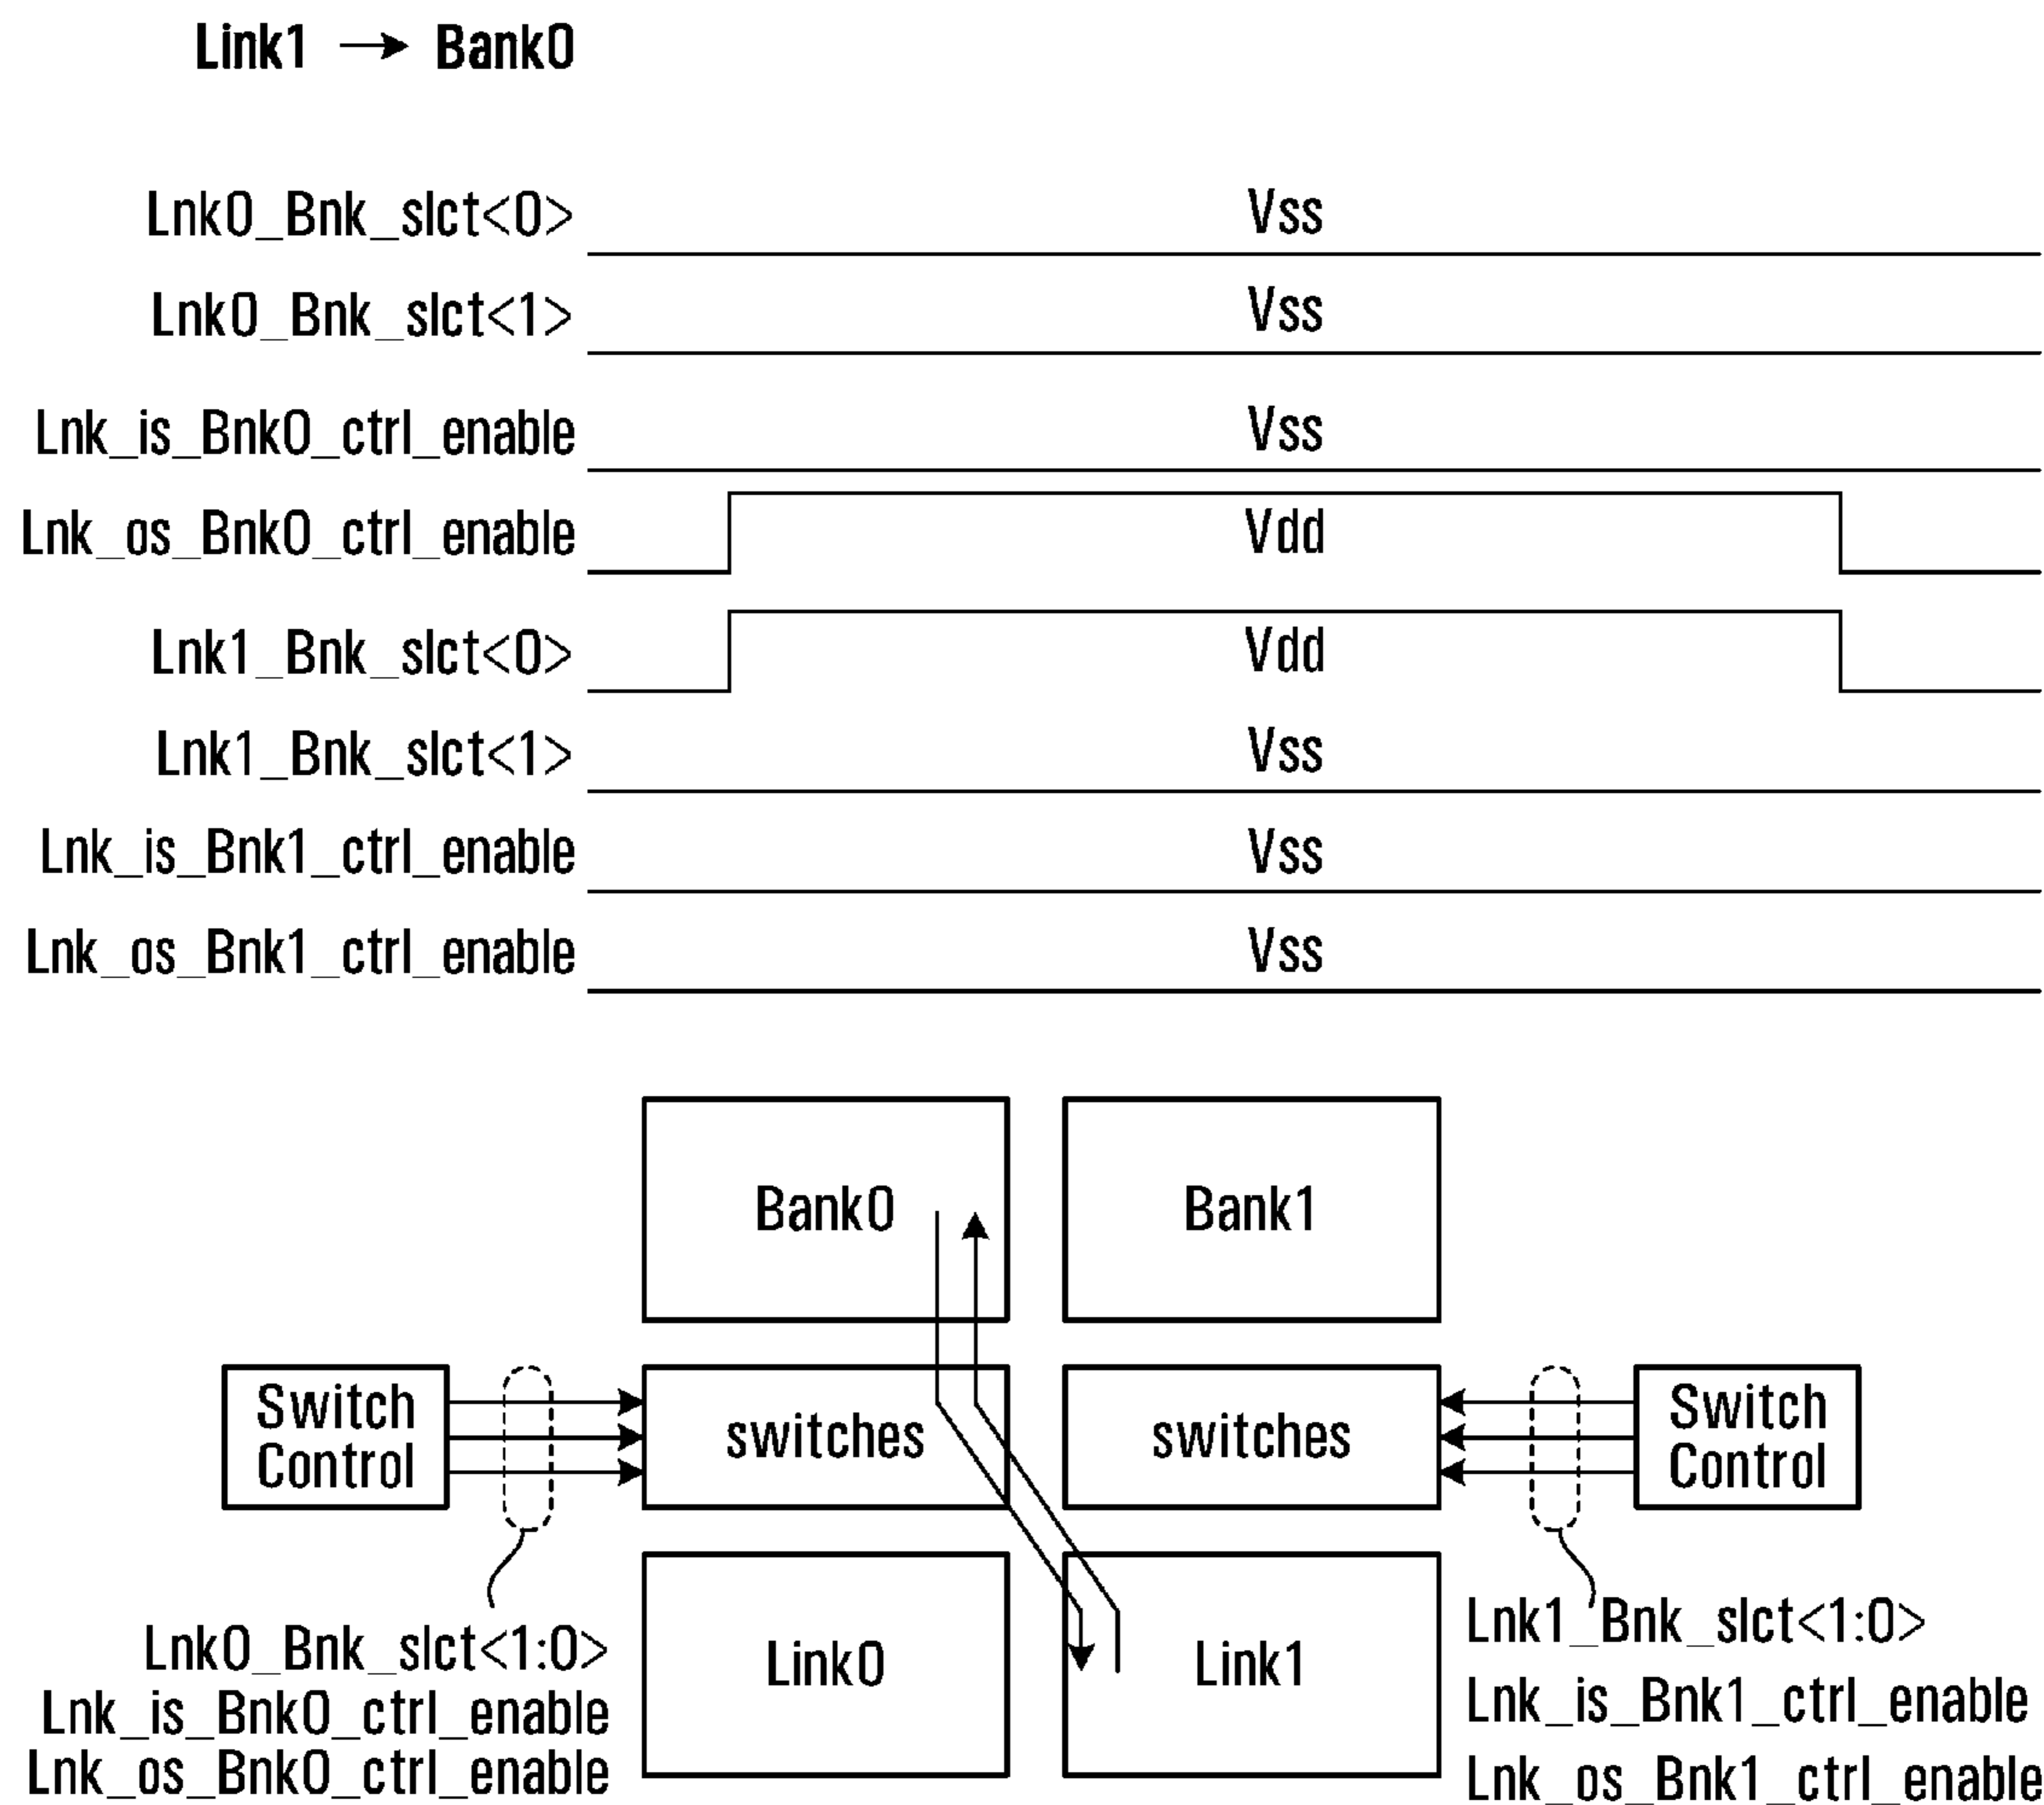 Link1 → Bank0
Lnk0_Bnk_slct<0>
Vss
Lnk0_Bnk_slct<1>
Vss
Lnk_is_Bnk0_ctrl_enable
Vss
Lnk_os_Bnk0_ctrl_enable
Vdd
Lnk1_Bnk_slct<0>
Vdd
Lnk1_Bnk_slct<1>
Vss
Lnk_is_Bnk1_ctrl_enable
Vss
Lnk_os_Bnk1_ctrl_enable
Vss
Bank0
Bank1
Switch
Control
switches
switches
Switch
Control
Lnk0_Bnk_slct<1:0>
Lnk_is_Bnk0_ctrl_enable
Lnk_os_Bnk0_ctrl_enable
Link0
Link1
Lnk1_Bnk_slct<1:0>
Lnk_is_Bnk1_ctrl_enable
Lnk_os_Bnk1_ctrl_enable